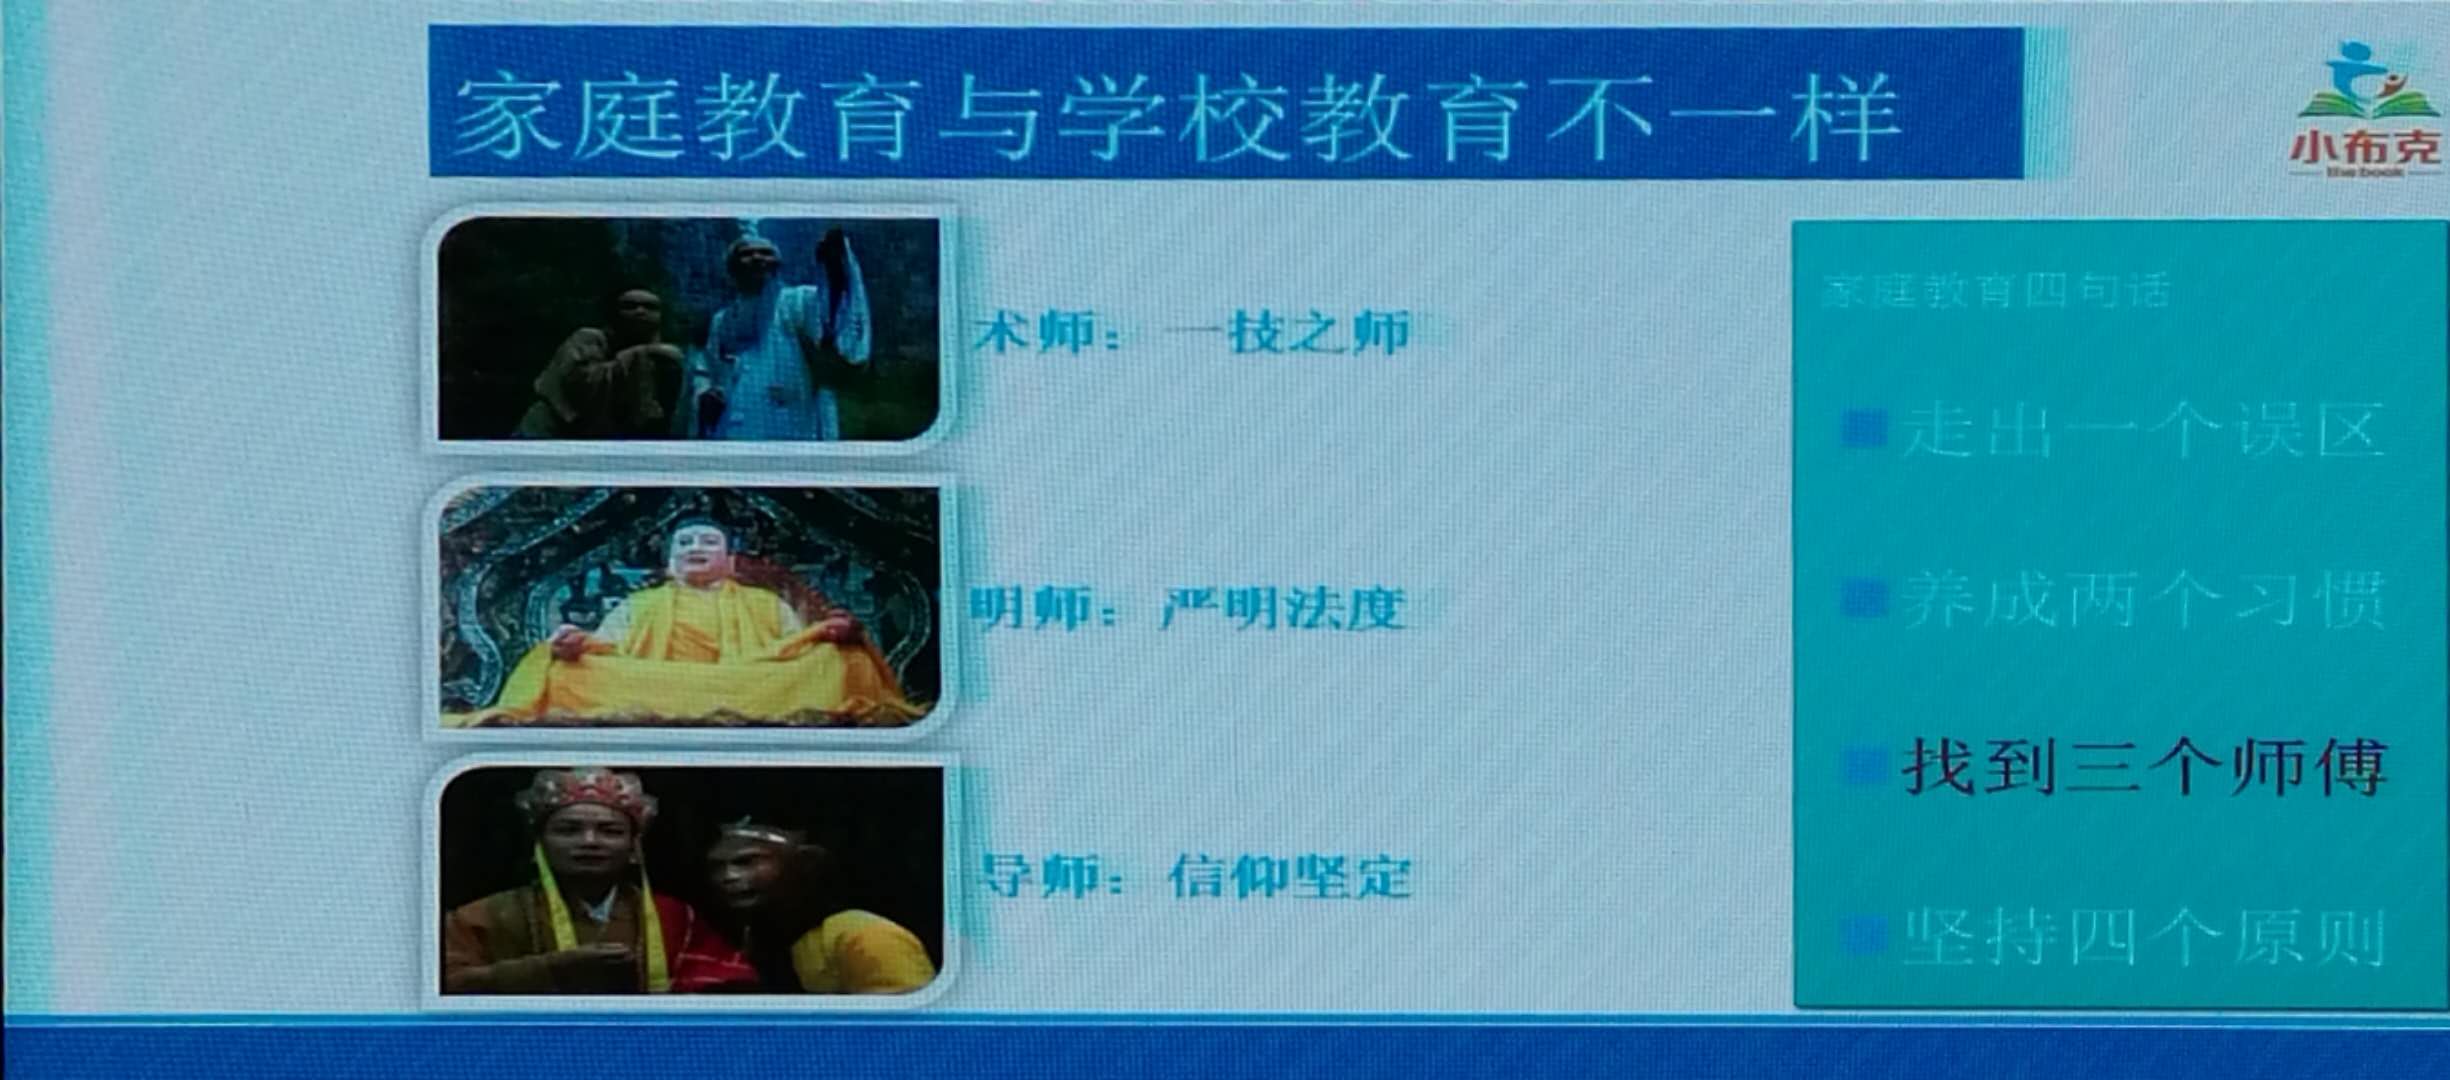 家庭教育与学校教育不一样
小布克
the book
术师：一技之师
明师：严明法度
导师：信仰坚定
家庭教育四句话
走出一个误区
养成两个习惯
找到三个师傅
坚持四个原则